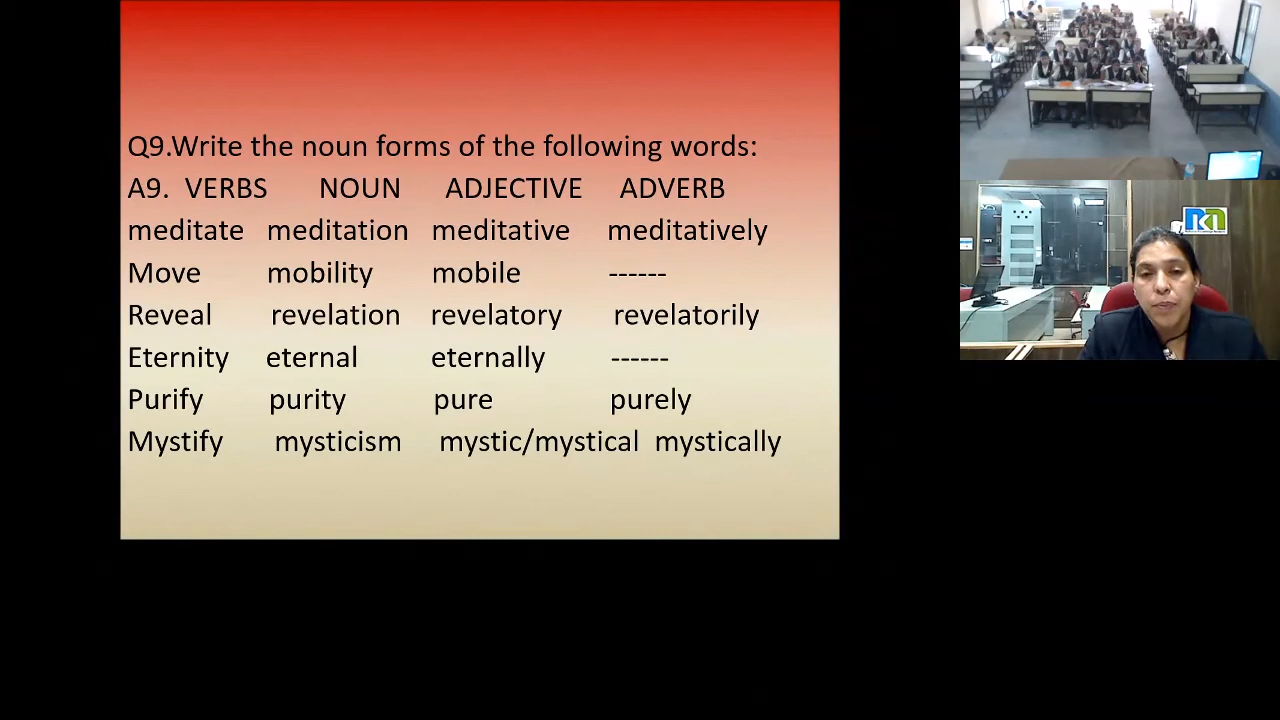 Q9.Write the noun forms of the following words:
A9. VERBS NOUN ADJECTIVE ADVERB
meditate meditation meditative meditatively
Move mobility mobile ------
Reveal revelation revelatory revelatorily
Eternity eternal eternally ------
Purify purity pure purely
Mystify mysticism mystic/mystical mystically